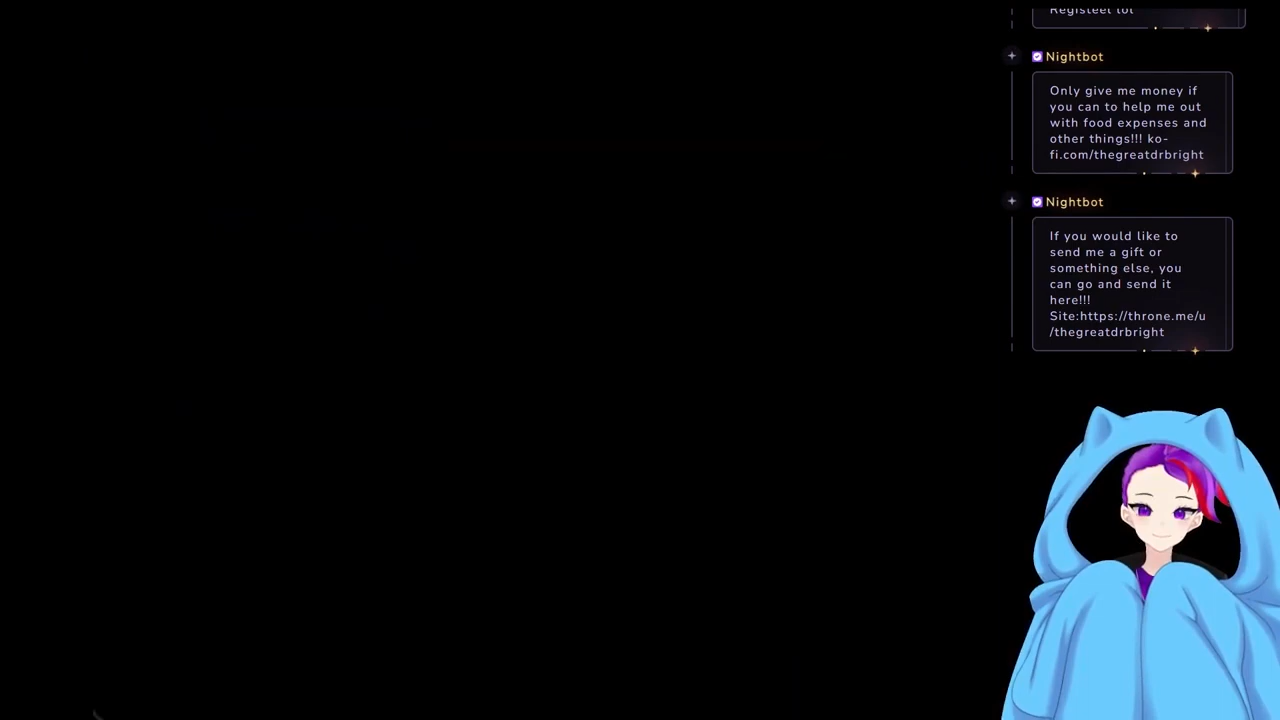 Registeel lol
Nightbot
Only give me money if
you can to help me out
with food expenses and
other things!!! ko-
fi.com/thegreatdrbright
Nightbot
If you would like to
send me a gift or
something else, you
can go and send it
here!!!
Site:https://throne.me/u
/thegreatdrbright